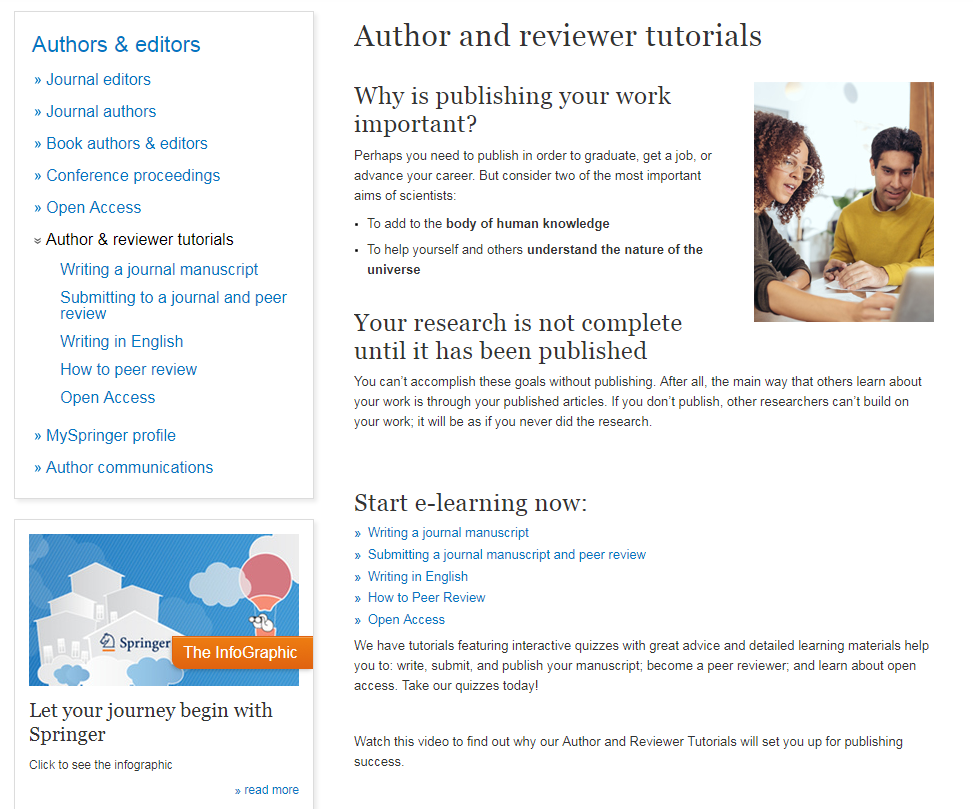 Authors & editors
» Journal editors
» Journal authors
» Book authors & editors
» Conference proceedings
» Open Access
» Author & reviewer tutorials
Writing a journal manuscript
Submitting to a journal and peer
review
Writing in English
How to peer review
Open Access
» MySpringer profile
» Author communications
Springer
The InfoGraphic
Let your journey begin with
Springer
Click to see the infographic
» read more
Author and reviewer tutorials
Why is publishing your work
important?
Perhaps you need to publish in order to graduate, get a job, or
advance your career. But consider two of the most important
aims of scientists:
• To add to the body of human knowledge
• To help yourself and others understand the nature of the
universe
Your research is not complete
until it has been published
You can’t accomplish these goals without publishing. After all, the main way that others learn about
your work is through your published articles. If you don’t publish, other researchers can’t build on
your work; it will be as if you never did the research.
Start e-learning now:
» Writing a journal manuscript
» Submitting a journal manuscript and peer review
» Writing in English
» How to Peer Review
» Open Access
We have tutorials featuring interactive quizzes with great advice and detailed learning materials help
you to: write, submit, and publish your manuscript; become a peer reviewer; and learn about open
access. Take our quizzes today!
Watch this video to find out why our Author and Reviewer Tutorials will set you up for publishing
success.